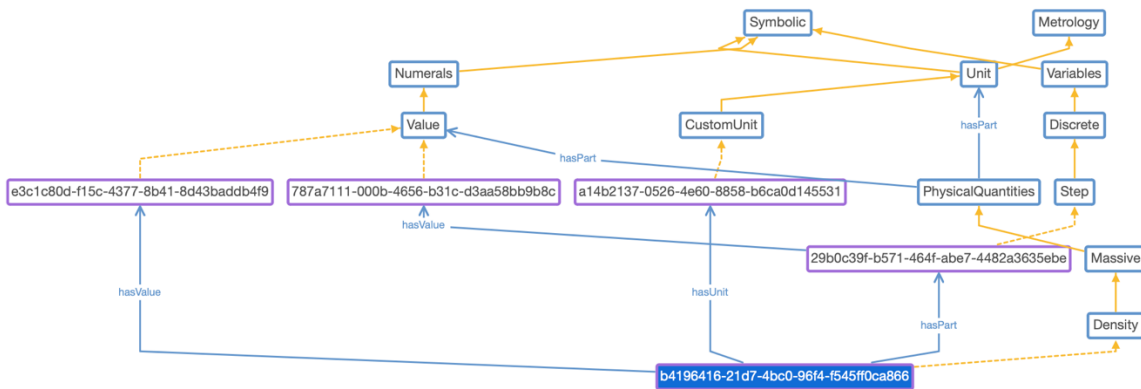 Symbolic
Metrology
Numerals
Unit
Variables
Value
CustomUnit
hasPart
Discrete
hasPart
e3c1c80d-f15c-4377-8b41-8d43baddb4f9
787a7111-000b-4656-b31c-d3aa58bb9b8c
a14b2137-0526-4e60-8858-b6ca0d145531
PhysicalQuantities
Step
hasValue
29b0c39f-b571-464f-abe7-4482a3635ebe
Massive
hasValue
hasUnit
hasPart
Density
b4196416-21d7-4bc0-96f4-f545ff0ca866